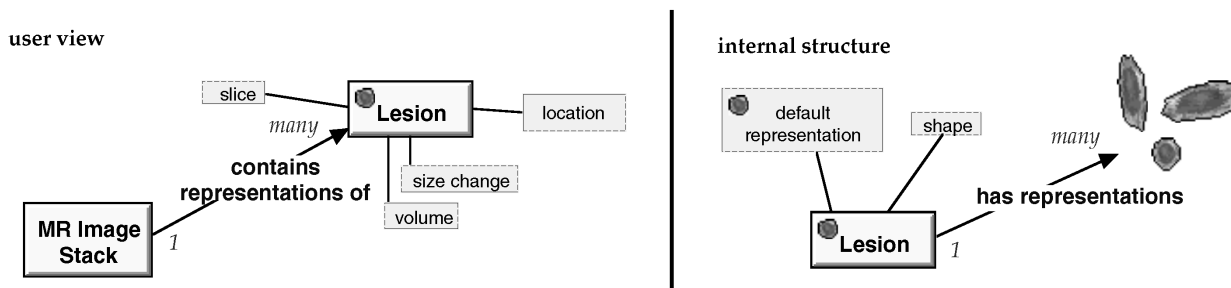 user view
slice
Lesion
location
many
contains
representations of
size change
volume
MR Image
Stack
1
internal structure
default
representation
shape
many
has representations
Lesion
1